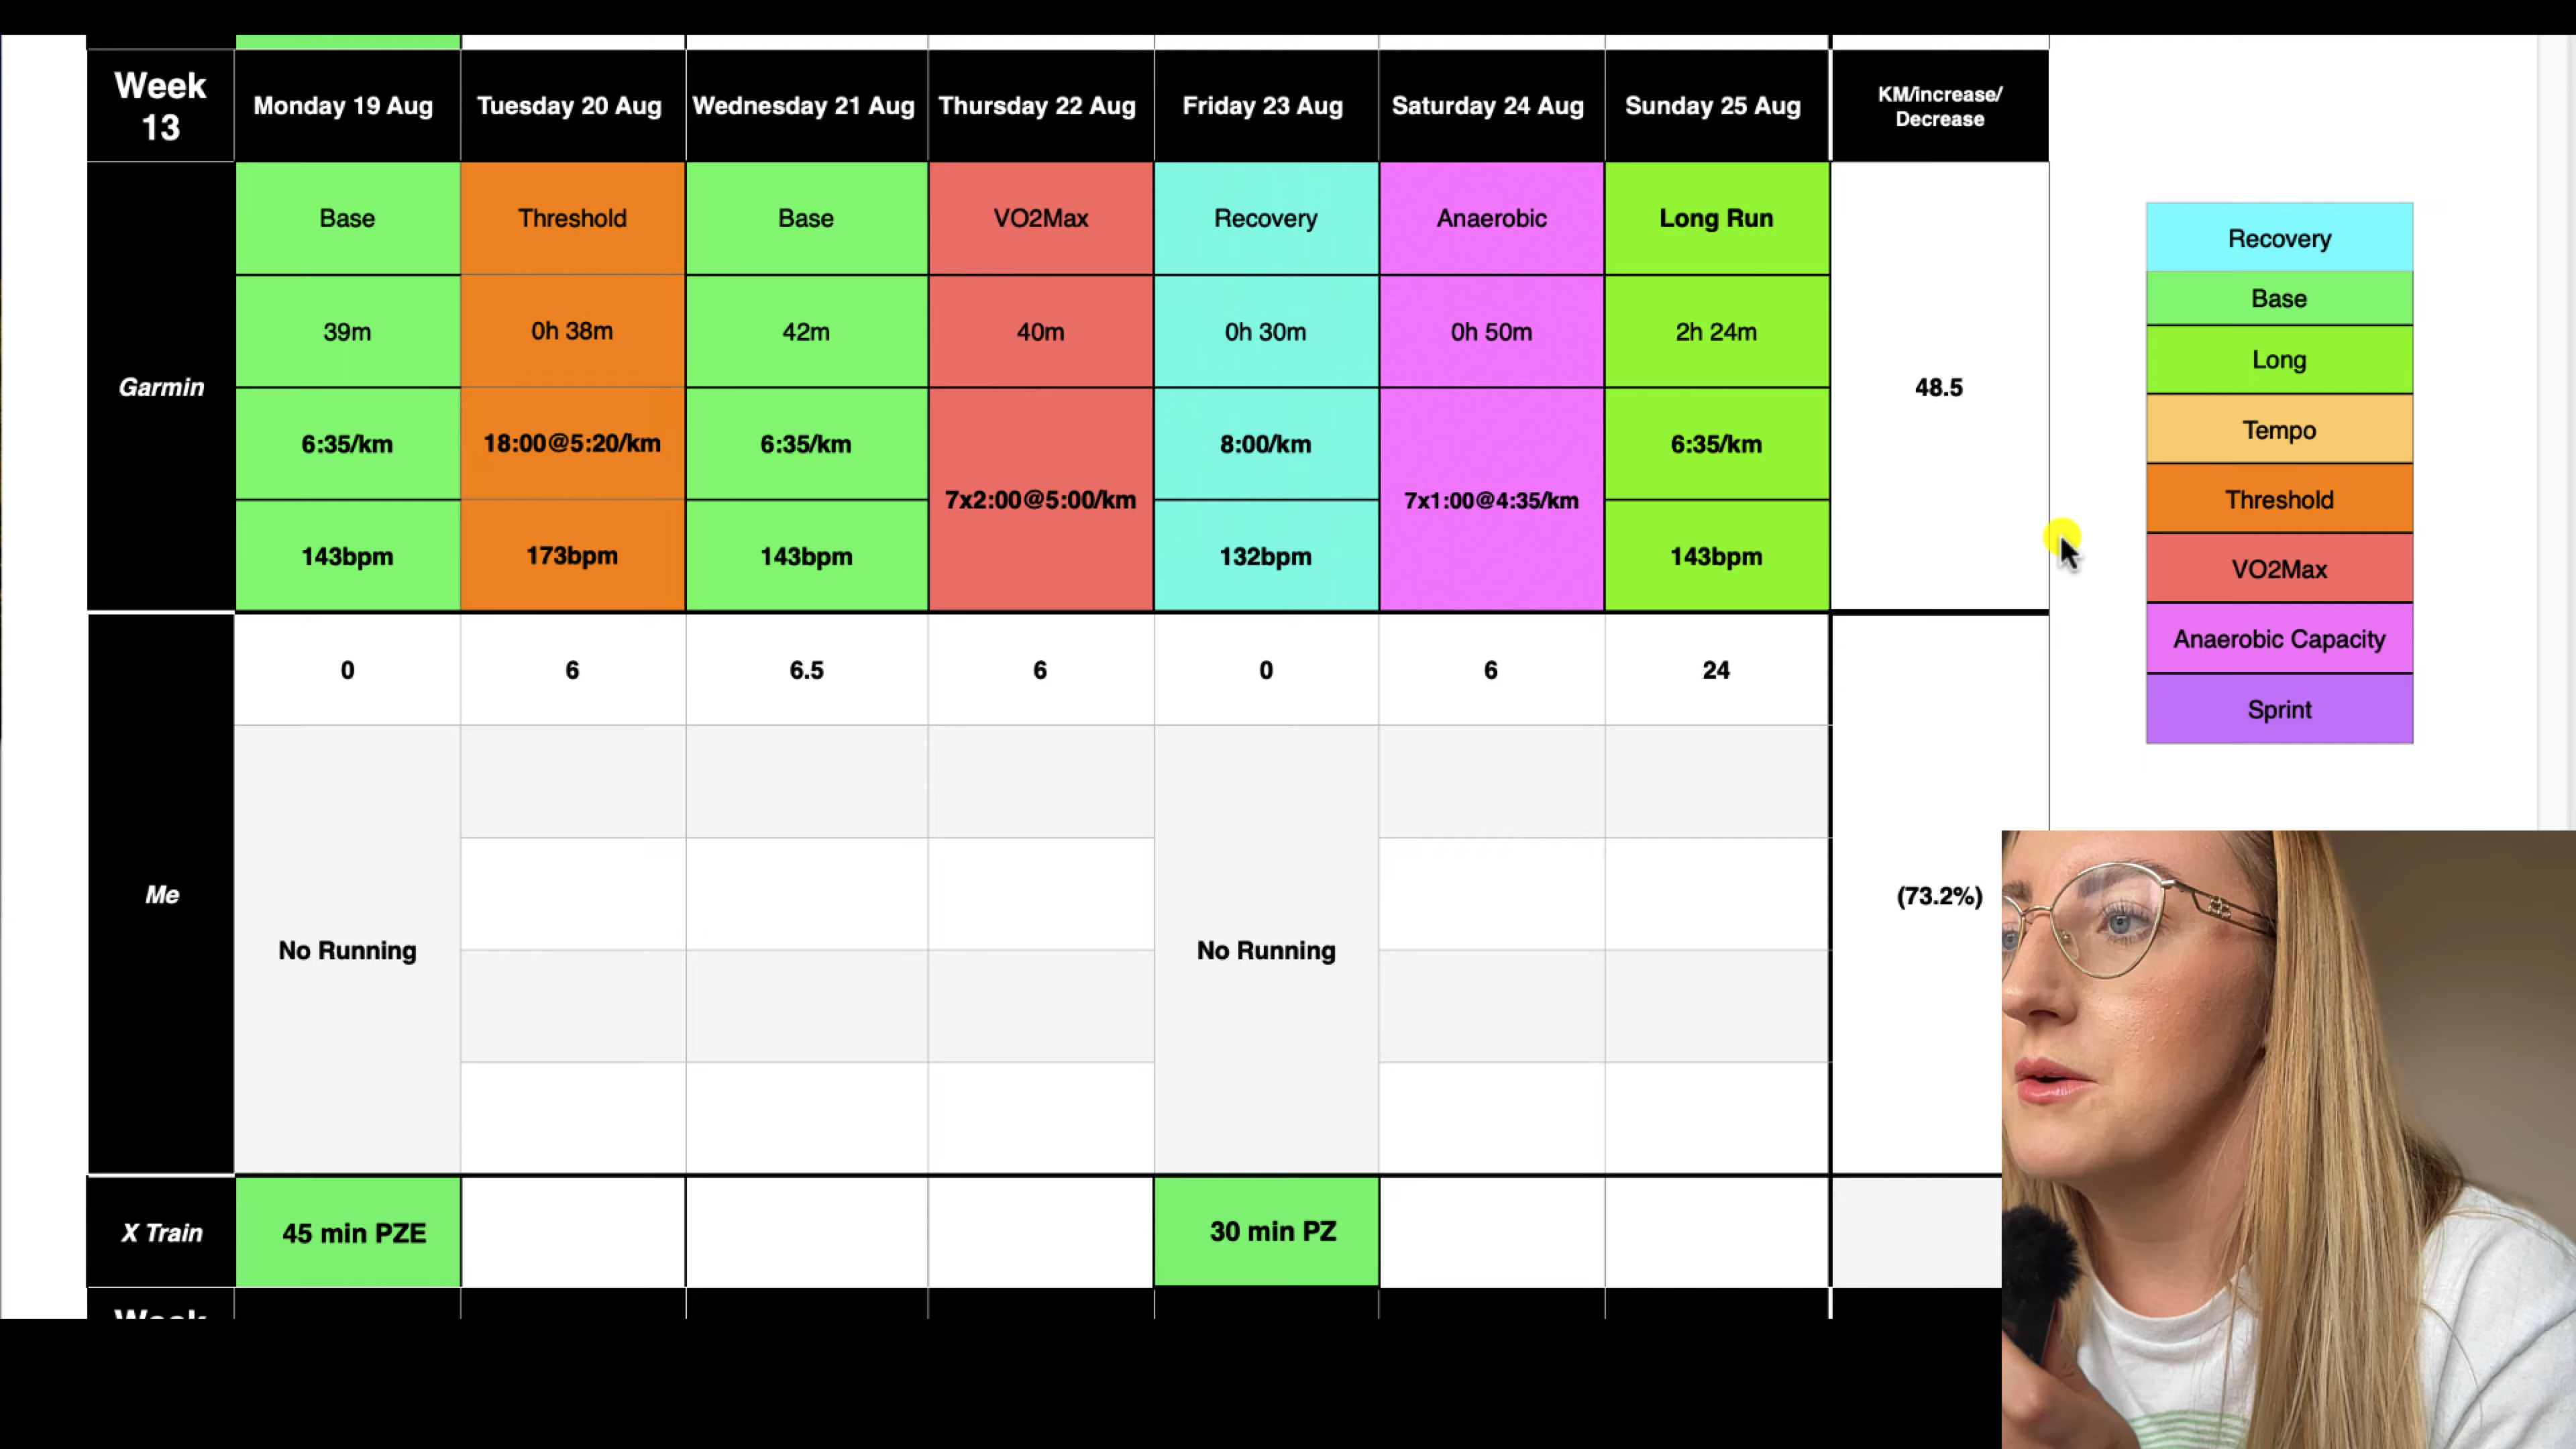 Week 13
Monday 19 Aug
Tuesday 20 Aug
Wednesday 21 Aug
Thursday 22 Aug
Friday 23 Aug
Saturday 24 Aug
Sunday 25 Aug
KM/increase/
Decrease
Garmin
Base
Threshold
Base
VO2Max
Recovery
Anaerobic
Long Run
39m
0h 38m
42m
40m
0h 30m
0h 50m
2h 24m
6:35/km
18:00@5:20/km
6:35/km
7x2:00@5:00/km
8:00/km
7x1:00@4:35/km
6:35/km
143bpm
173bpm
143bpm
132bpm
143bpm
48.5
Me
0
6
6.5
6
0
6
24
No Running
No Running
(73.2%)
X Train
45 min PZE
30 min PZ
Recovery
Base
Long
Tempo
Threshold
VO2Max
Anaerobic Capacity
Sprint